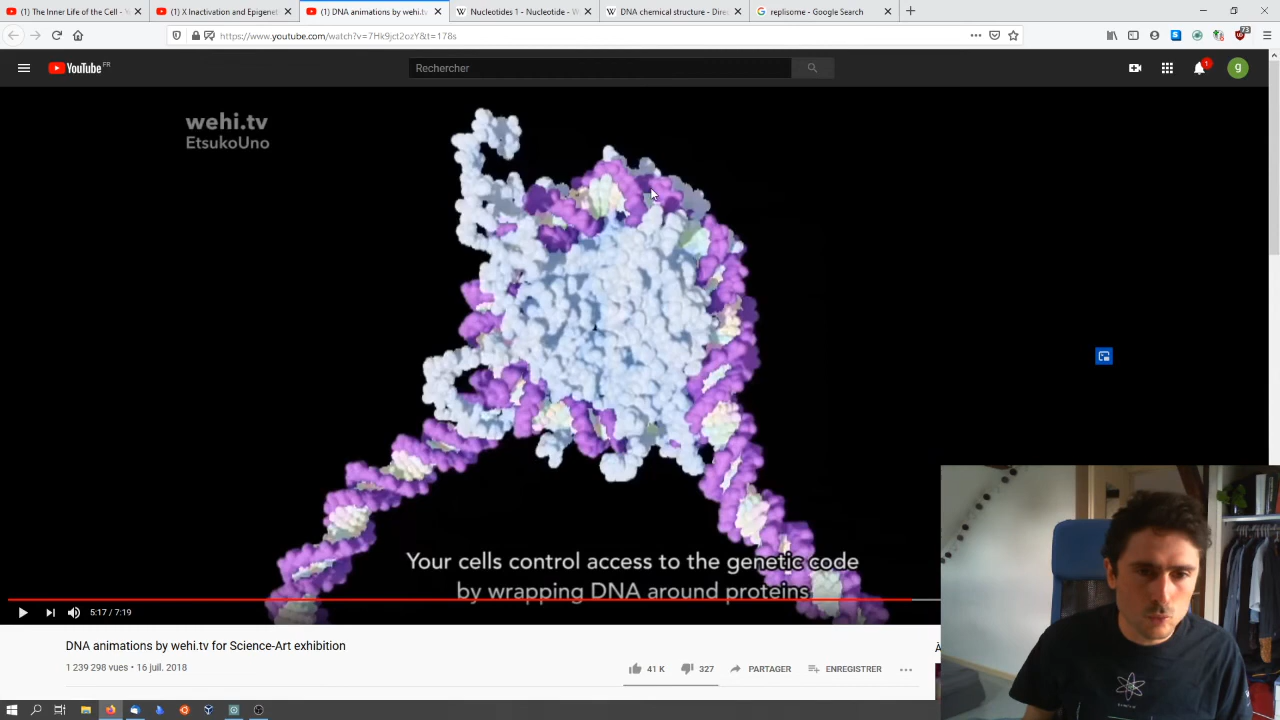 (1) The Inner Life of the Cell - Y
(1) X Inactivation and Epigenet
(1) DNA animations by wehi.tv
Nucleotides 1 - Nucleotide - W
DNA chemical structure - Dire
replisome - Google Search
https://www.youtube.com/watch?v=7Hk9jct2ozY&t=178s
73
YouTube FR
Rechercher
1
g
wehi.tv
EtsukoUno
Your cells control access to the genetic code
by wrapping DNA around proteins
5:17 / 7:19
DNA animations by wehi.tv for Science-Art exhibition
1 239 298 vues • 16 juil. 2018
41 K
327
PARTAGER
ENREGISTRER
À